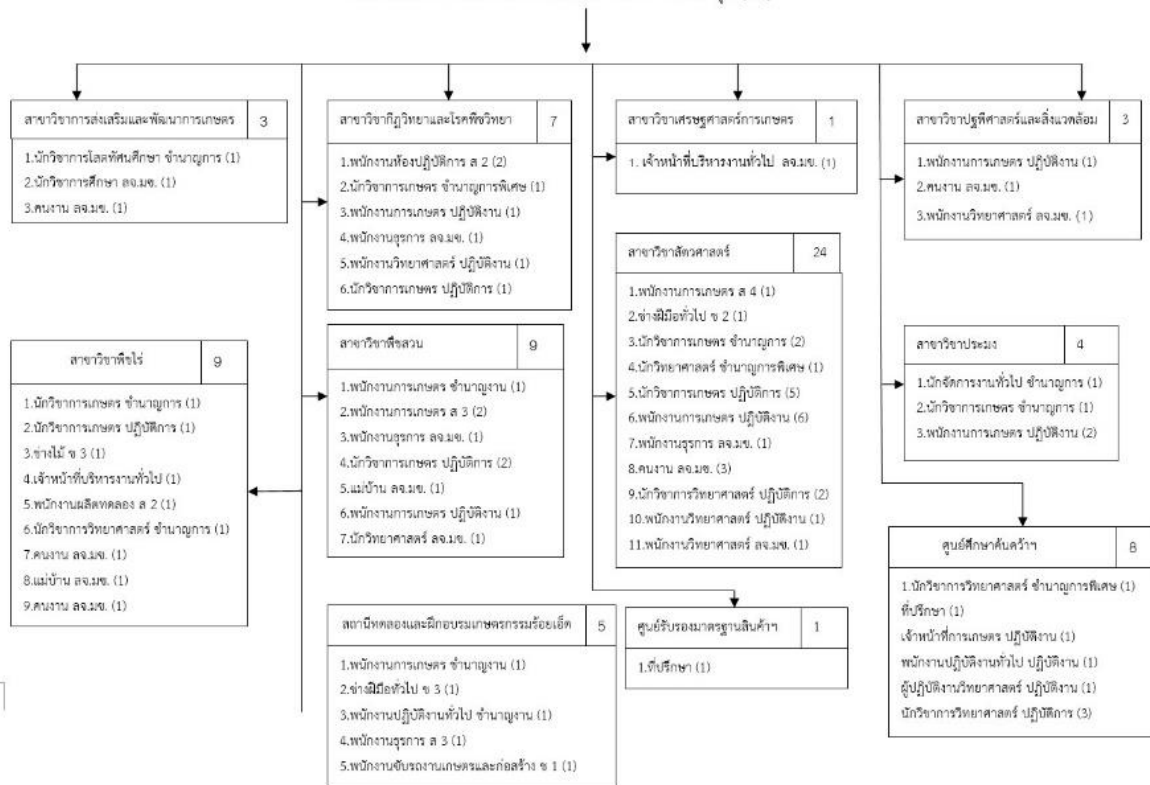 สาขาวิชาการส่งเสริมและพัฒนาการเกษตร 3
1.นักวิชาการโสตทัศนศึกษา ชำนาญการ (1)
2.นักวิชาการศึกษา ลจ.มข. (1)
3.คนงาน ลจ.มข. (1)
สาขาวิชากีฏวิทยาและโรคพืชวิทยา 7
1.พนักงานห้องปฏิบัติการ ส 2 (2)
2.นักวิชาการเกษตร ชำนาญการพิเศษ (1)
3.พนักงานการเกษตร ปฏิบัติงาน (1)
4.พนักงานธุรการ ลจ.มข. (1)
5.พนักงานวิทยาศาสตร์ ปฏิบัติงาน (1)
6.นักวิชาการเกษตร ปฏิบัติการ (1)
สาขาวิชาเศรษฐศาสตร์การเกษตร 1
1. เจ้าหน้าที่บริหารงานทั่วไป ลจ.มข. (1)
สาขาวิชาปฐพีศาสตร์และสิ่งแวดล้อม 3
1.พนักงานการเกษตร ปฏิบัติงาน (1)
2.คนงาน ลจ.มข. (1)
3.พนักงานวิทยาศาสตร์ ลจ.มข. (1)
สาขาวิชาพืชไร่ 9
1.นักวิชาการเกษตร ชำนาญการ (1)
2.นักวิชาการเกษตร ปฏิบัติการ (1)
3.ช่างไม้ ช 3 (1)
4.เจ้าหน้าที่บริหารงานทั่วไป (1)
5.พนักงานผลิตทดลอง ส 2 (1)
6.นักวิชาการวิทยาศาสตร์ ชำนาญการ (1)
7.คนงาน ลจ.มข. (1)
8.แม่บ้าน ลจ.มข. (1)
9.คนงาน ลจ.มข. (1)
สาขาวิชาพืชสวน 9
1.พนักงานการเกษตร ชำนาญงาน (1)
2.พนักงานการเกษตร ส 3 (2)
3.พนักงานธุรการ ลจ.มข. (1)
4.นักวิชาการเกษตร ปฏิบัติการ (2)
5.แม่บ้าน ลจ.มข. (1)
6.พนักงานการเกษตร ปฏิบัติงาน (1)
7.นักวิทยาศาสตร์ ลจ.มข. (1)
สาขาวิชาสัตวศาสตร์ 24
1.พนักงานการเกษตร ส 4 (1)
2.ช่างฝีมือทั่วไป ช 2 (1)
3.นักวิชาการเกษตร ชำนาญการ (2)
4.นักวิทยาศาสตร์ ชำนาญการพิเศษ (1)
5.นักวิชาการเกษตร ปฏิบัติการ (5)
6.พนักงานการเกษตร ปฏิบัติงาน (6)
7.พนักงานธุรการ ลจ.มข. (1)
8.คนงาน ลจ.มข. (3)
9.นักวิชาการวิทยาศาสตร์ ปฏิบัติการ (2)
10.พนักงานวิทยาศาสตร์ ปฏิบัติงาน (1)
11.พนักงานวิทยาศาสตร์ ลจ.มข. (1)
สาขาวิชาประมง 4
1.นักจัดการงานทั่วไป ชำนาญการ (1)
2.นักวิชาการเกษตร ชำนาญการ (1)
3.พนักงานการเกษตร ปฏิบัติงาน (2)
สถานีทดลองและฝึกอบรมเกษตรกรรมร้อยเอ็ด 5
1.พนักงานการเกษตร ชำนาญงาน (1)
2.ช่างฝีมือทั่วไป ช 3 (1)
3.พนักงานปฏิบัติงานทั่วไป ชำนาญงาน (1)
4.พนักงานธุรการ ส 3 (1)
5.พนักงานขับรถงานเกษตรและก่อสร้าง ช 1 (1)
ศูนย์รับรองมาตรฐานสินค้าฯ 1
1.ที่ปรึกษา (1)
ศูนย์ศึกษาค้นคว้าฯ 8
1.นักวิชาการวิทยาศาสตร์ ชำนาญการพิเศษ (1)
ที่ปรึกษา (1)
เจ้าหน้าที่การเกษตร ปฏิบัติงาน (1)
พนักงานปฏิบัติงานทั่วไป ปฏิบัติงาน (1)
ผู้ปฏิบัติงานวิทยาศาสตร์ ปฏิบัติงาน (1)
นักวิชาการวิทยาศาสตร์ ปฏิบัติการ (3)